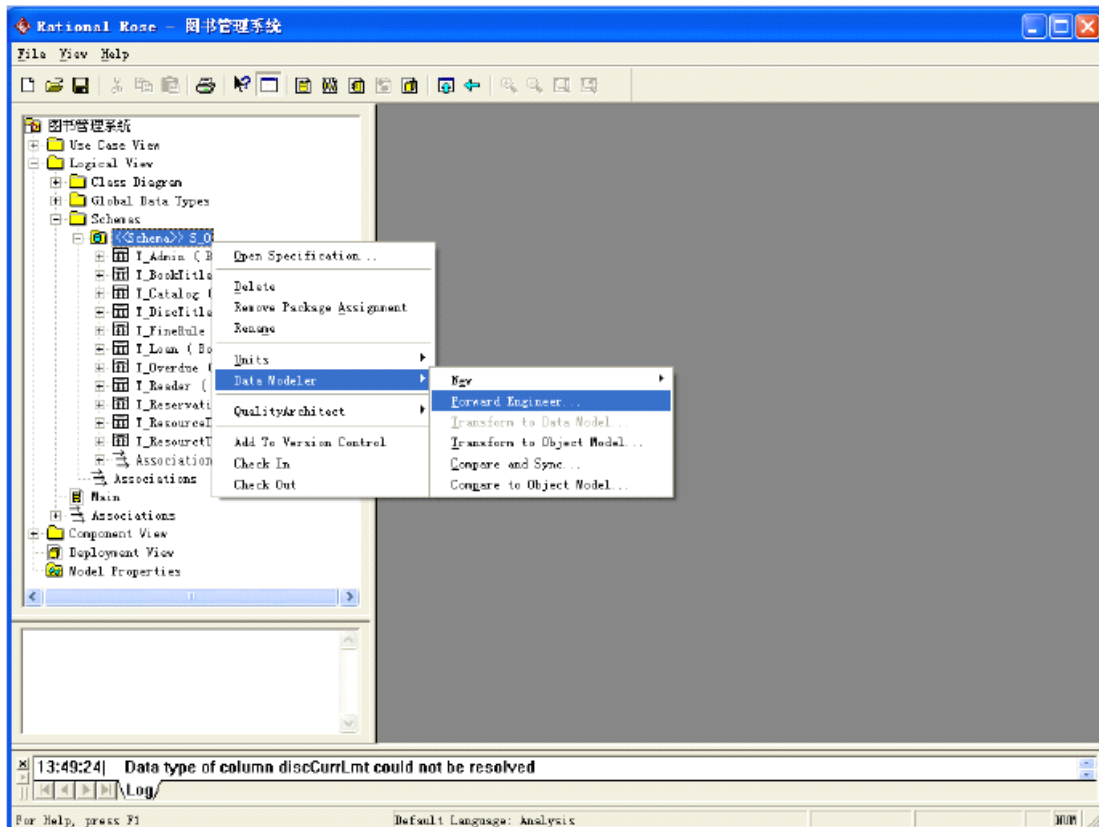 Rational Rose - 图书管理系统
File View Help
图书管理系统
Use Case View
Logical View
Class Diagram
Global Data Types
Schemas
<<Schema>> S_0
T_Admin ( B
T_BookTitle
T_Catalog (
T_DiscTitle
T_FineRule
T_Loan ( Bo
T_Overdue (
T_Reader (
T_Reservati
T_ResourceI
T_ResourcT
Association
Associations
Main
Associations
Component View
Deployment View
Model Properties
Open Specification...
Delete
Remove Package Assignment
Rename
Units
Data Modeler
QualityArchitect
Add To Version Control
Check In
Check Out
New
Forward Engineer...
Transform to Data Model...
Transform to Object Model...
Compare and Sync...
Compare to Object Model...
13:49:24| Data type of column discCurrLmt could not be resolved
Log
For Help, press F1
Default Language: Analysis
NUM